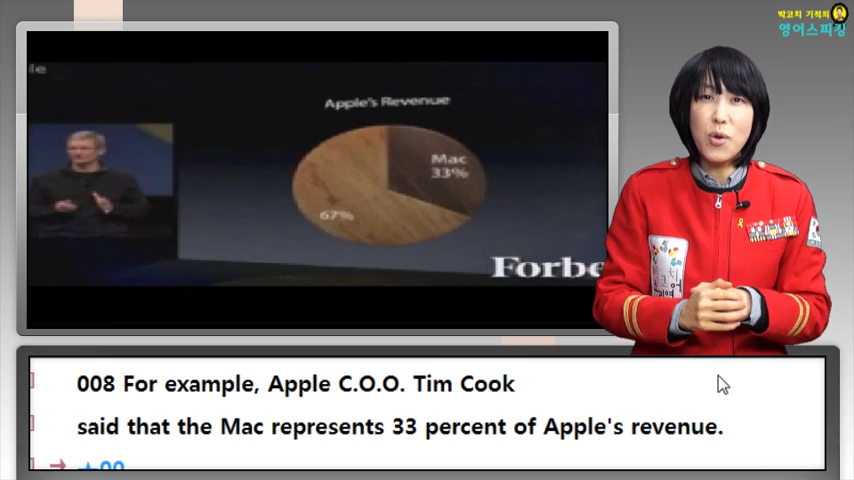 박코치 기적의
영어스피킹
le
Apple's Revenue
Mac
33%
67%
Forbe
008 For example, Apple C.O.O. Tim Cook
said that the Mac represents 33 percent of Apple's revenue.